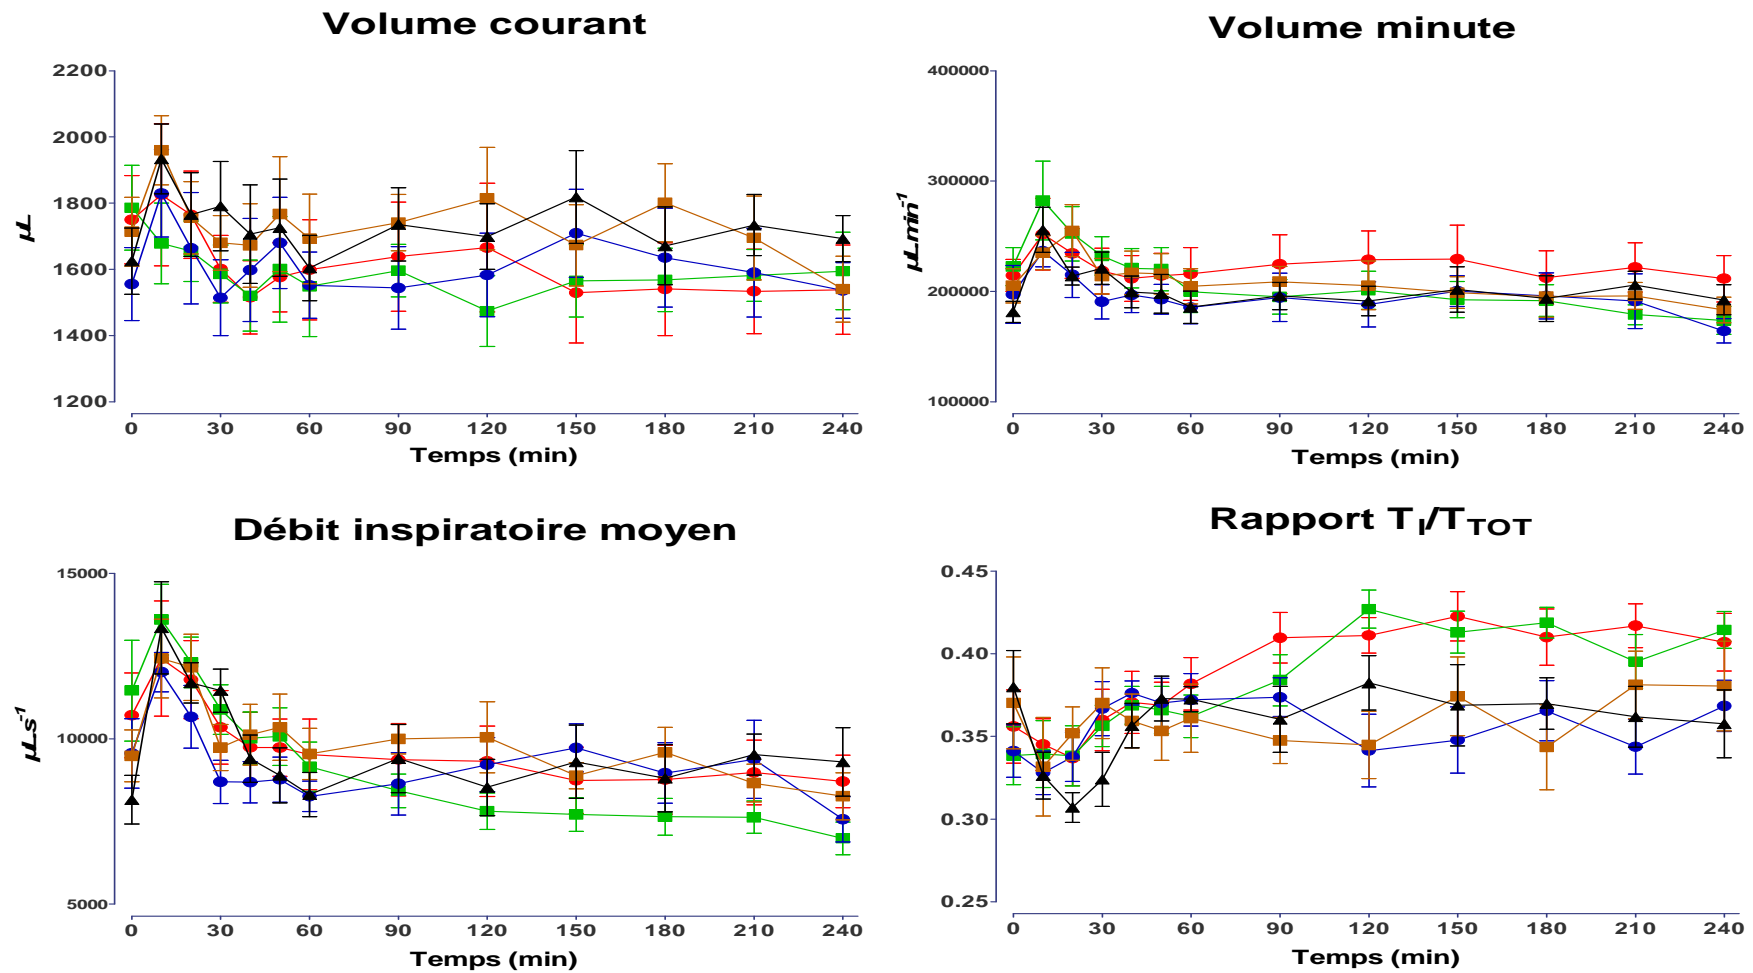 Volume courant
2200
2000
1800
1600
1400
1200
µL
0 30 60 90 120 150 180 210 240
Temps (min)
Volume minute
400000
300000
200000
100000
µL.min⁻¹
0 30 60 90 120 150 180 210 240
Temps (min)
Débit inspiratoire moyen
15000
10000
5000
µL.s⁻¹
0 30 60 90 120 150 180 210 240
Temps (min)
Rapport T_I/T_TOT
0.45
0.40
0.35
0.30
0.25
0 30 60 90 120 150 180 210 240
Temps (min)